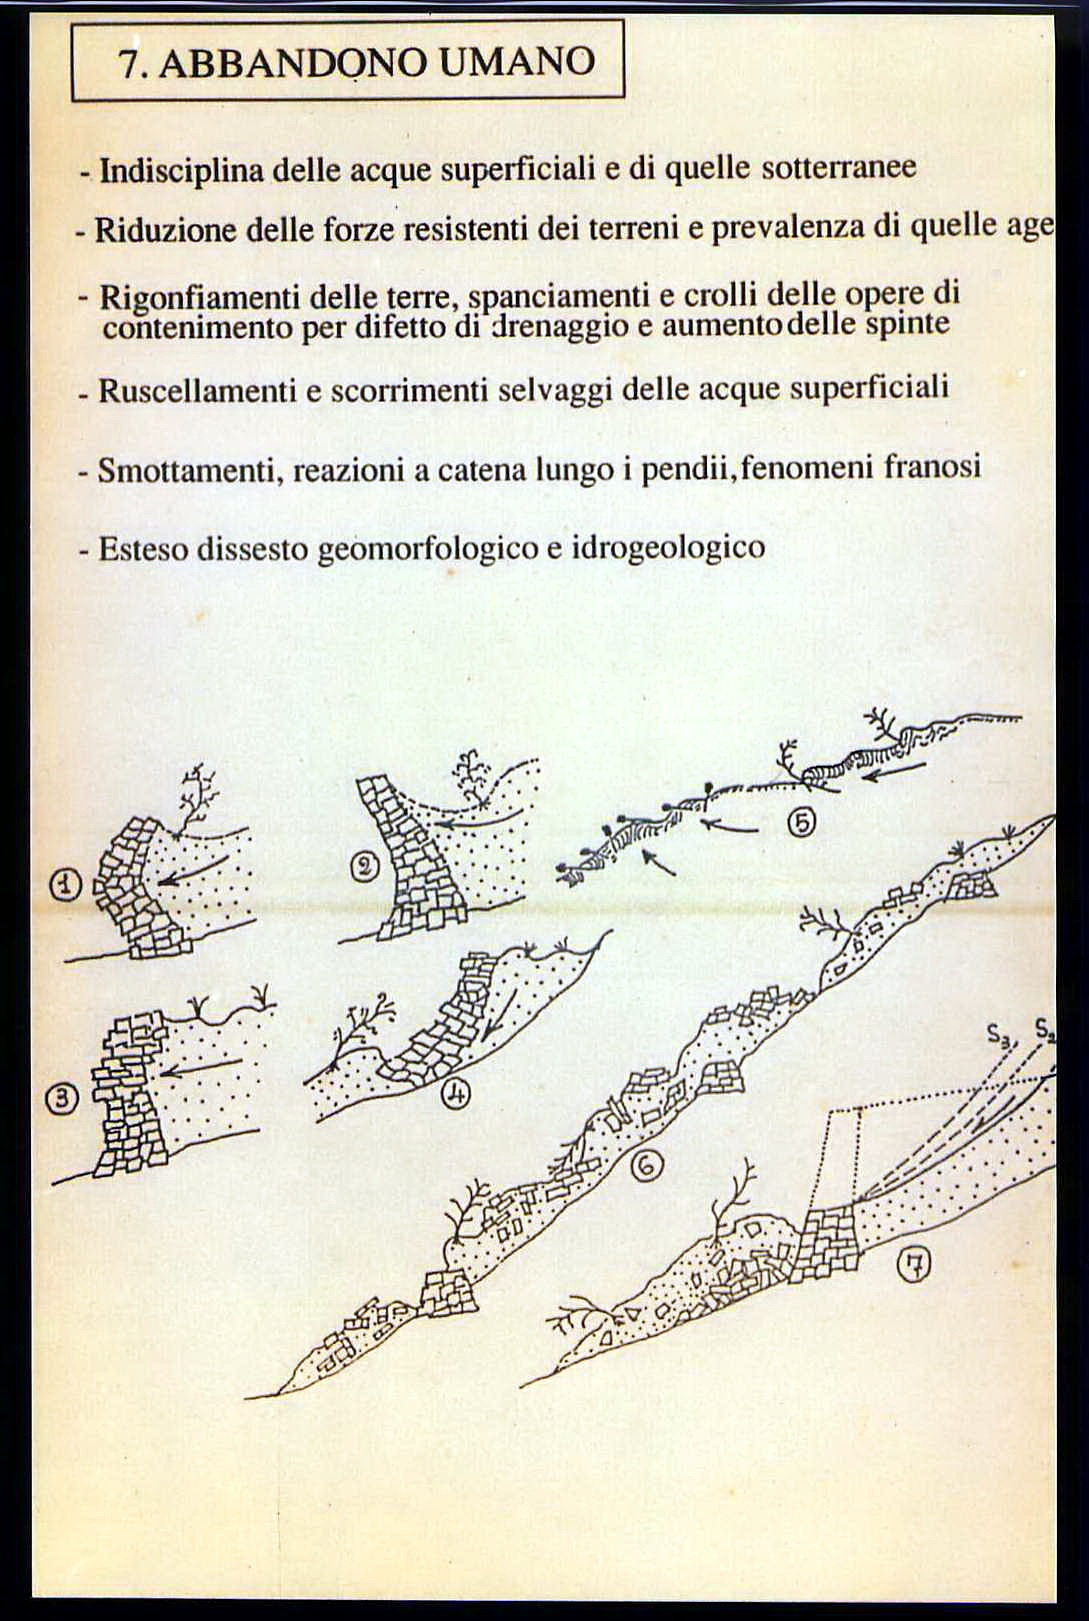 7. ABBANDONO UMANO
- Indisciplina delle acque superficiali e di quelle sotterranee
- Riduzione delle forze resistenti dei terreni e prevalenza di quelle age
- Rigonfiamenti delle terre, spanciamenti e crolli delle opere di
contenimento per difetto di drenaggio e aumento delle spinte
- Ruscellamenti e scorrimenti selvaggi delle acque superficiali
- Smottamenti, reazioni a catena lungo i pendii, fenomeni franosi
- Esteso dissesto geomorfologico e idrogeologico
5
1
2
3
4
S3 S2
6
7